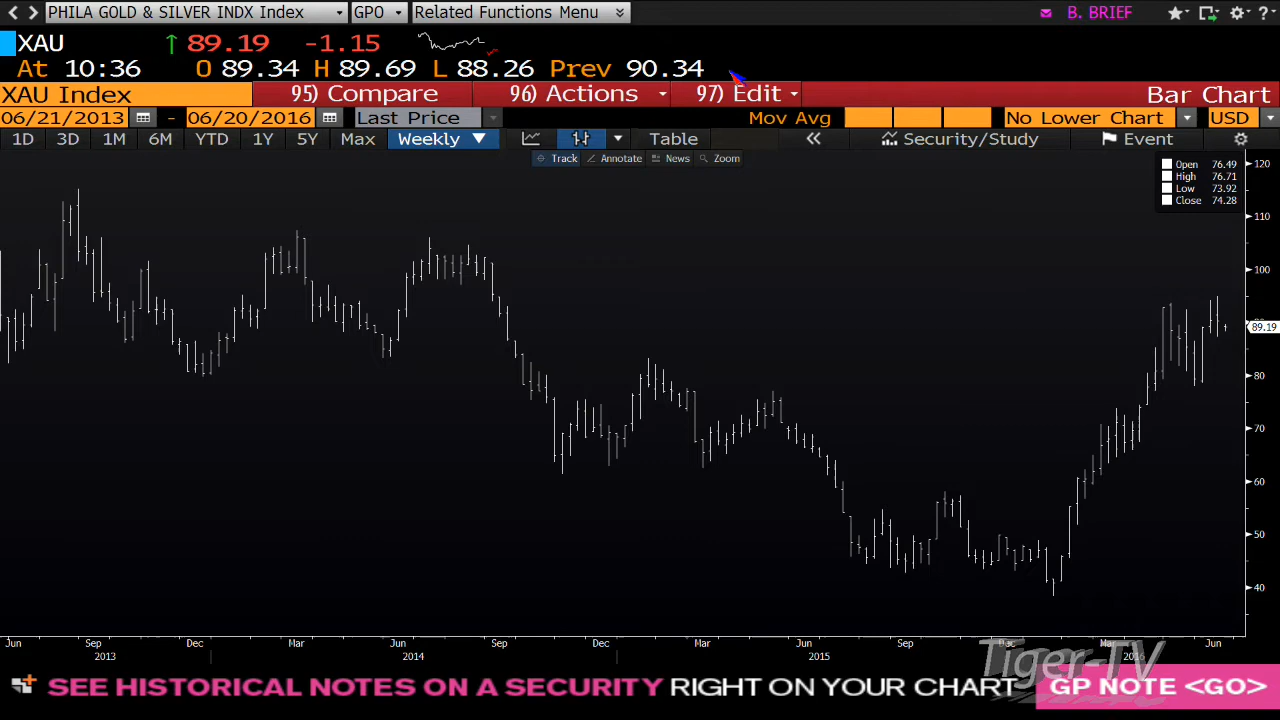 PHILA GOLD & SILVER INDX Index GPO Related Functions Menu B. BRIEF ?
XAU 89.19 -1.15
At 10:36 O 89.34 H 89.69 L 88.26 Prev 90.34
XAU Index 95) Compare 96) Actions 97) Edit Bar Chart
06/21/2013 - 06/20/2016 Last Price Mov Avg No Lower Chart USD
1D 3D 1M 6M YTD 1Y 5Y Max Weekly Table Security/Study Event
Track Annotate News Zoom
Open 76.49
High 76.71
Low 73.92
Close 74.28
120
110
100
89.19
80
70
60
50
40
Jun Sep Dec Mar Jun Sep Dec Mar Jun Sep Dec Mar Jun
2013 2014 2015 2016
Tiger-TV
SEE HISTORICAL NOTES ON A SECURITY RIGHT ON YOUR CHART GP NOTE <GO>